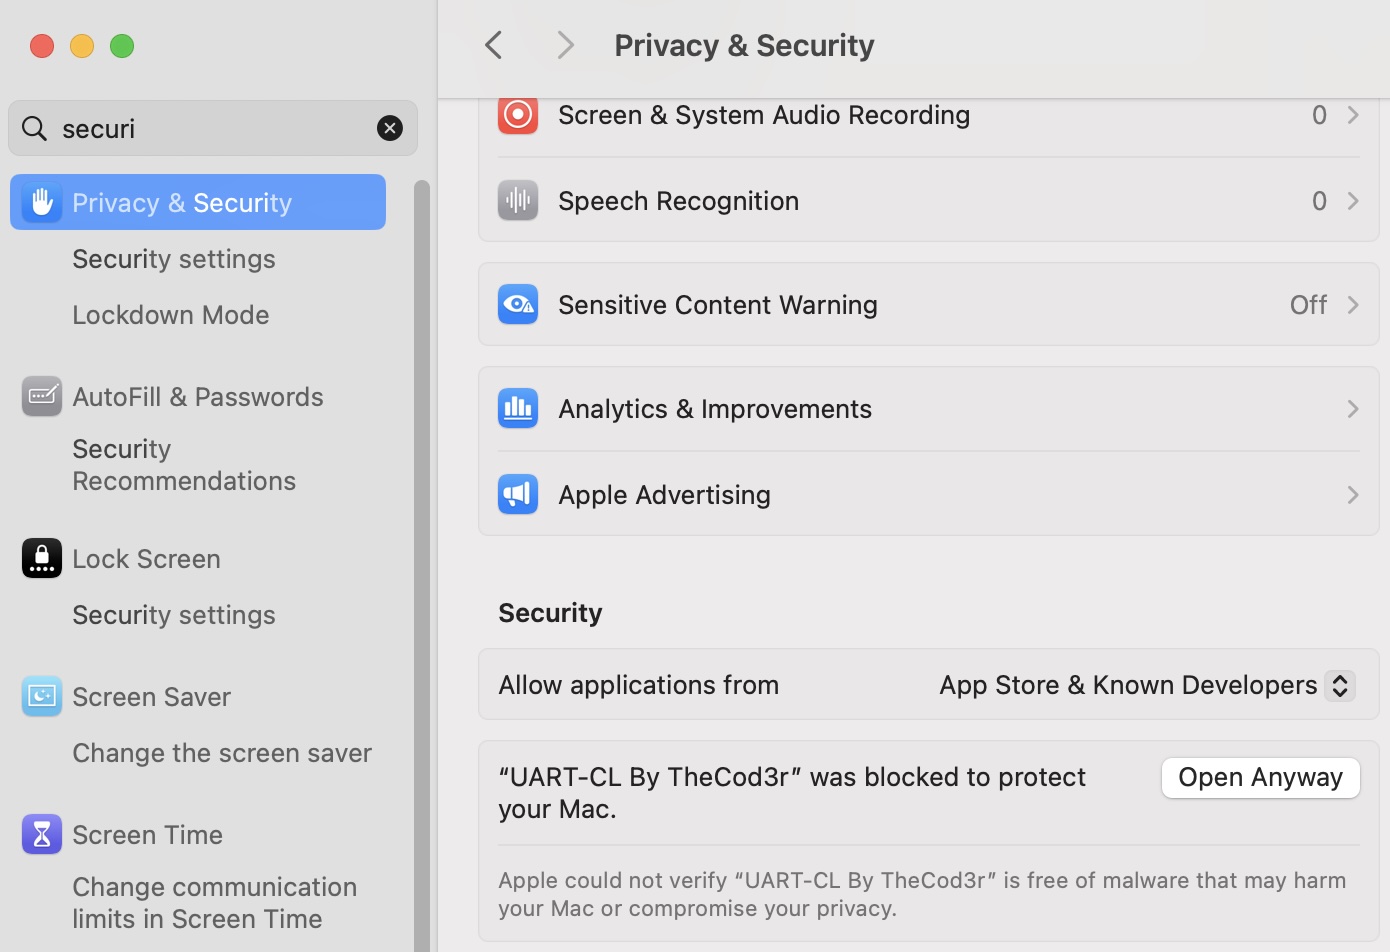 securi
Privacy & Security
Security settings
Lockdown Mode
AutoFill & Passwords
Security
Recommendations
Lock Screen
Security settings
Screen Saver
Change the screen saver
Screen Time
Change communication
limits in Screen Time
Privacy & Security
Screen & System Audio Recording 0
Speech Recognition 0
Sensitive Content Warning Off
Analytics & Improvements
Apple Advertising
Security
Allow applications from App Store & Known Developers
“UART-CL By TheCod3r” was blocked to protect
your Mac.
Open Anyway
Apple could not verify “UART-CL By TheCod3r” is free of malware that may harm
your Mac or compromise your privacy.